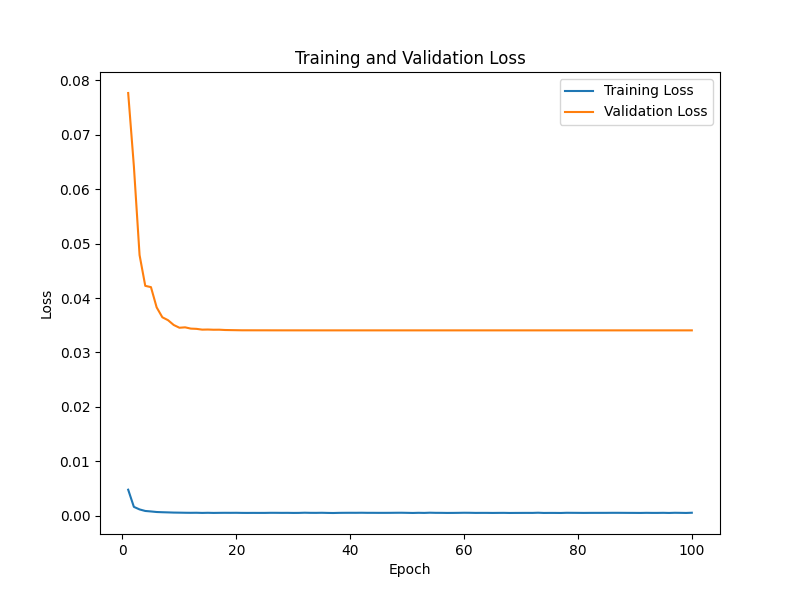 Training and Validation Loss
Training Loss
Validation Loss
0.08
0.07
0.06
0.05
0.04
0.03
0.02
0.01
0.00
Loss
0 20 40 60 80 100
Epoch